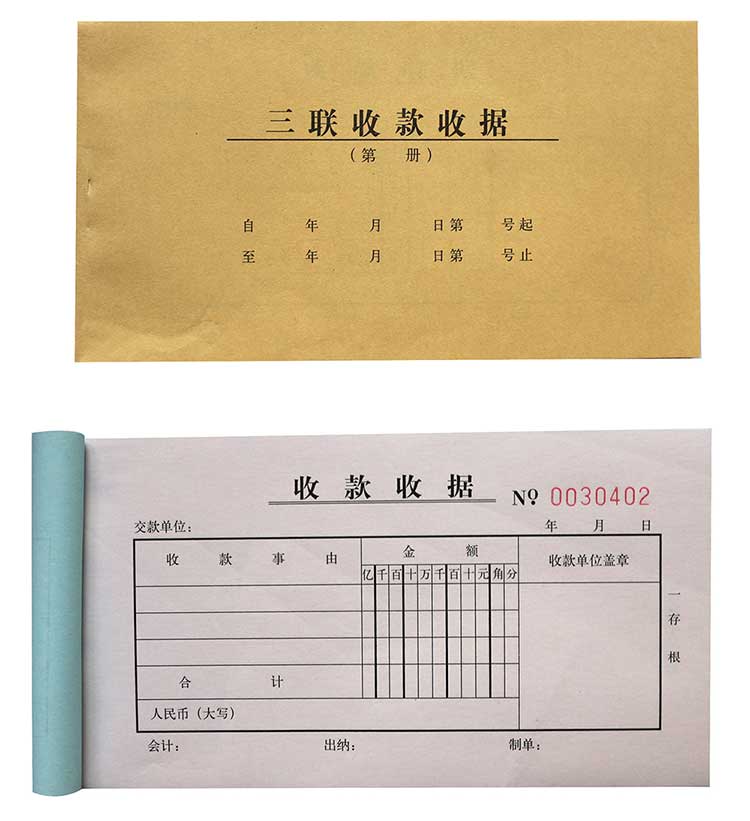 三联收款收据
（第 册）
自 年 月 日第 号起
至 年 月 日第 号止
收款收据
No 0030402
交款单位： 年 月 日
收款事由 金额 收款单位盖章
亿千百十万千百十元角分
合计
人民币（大写）
一存根
会计： 出纳： 制单：